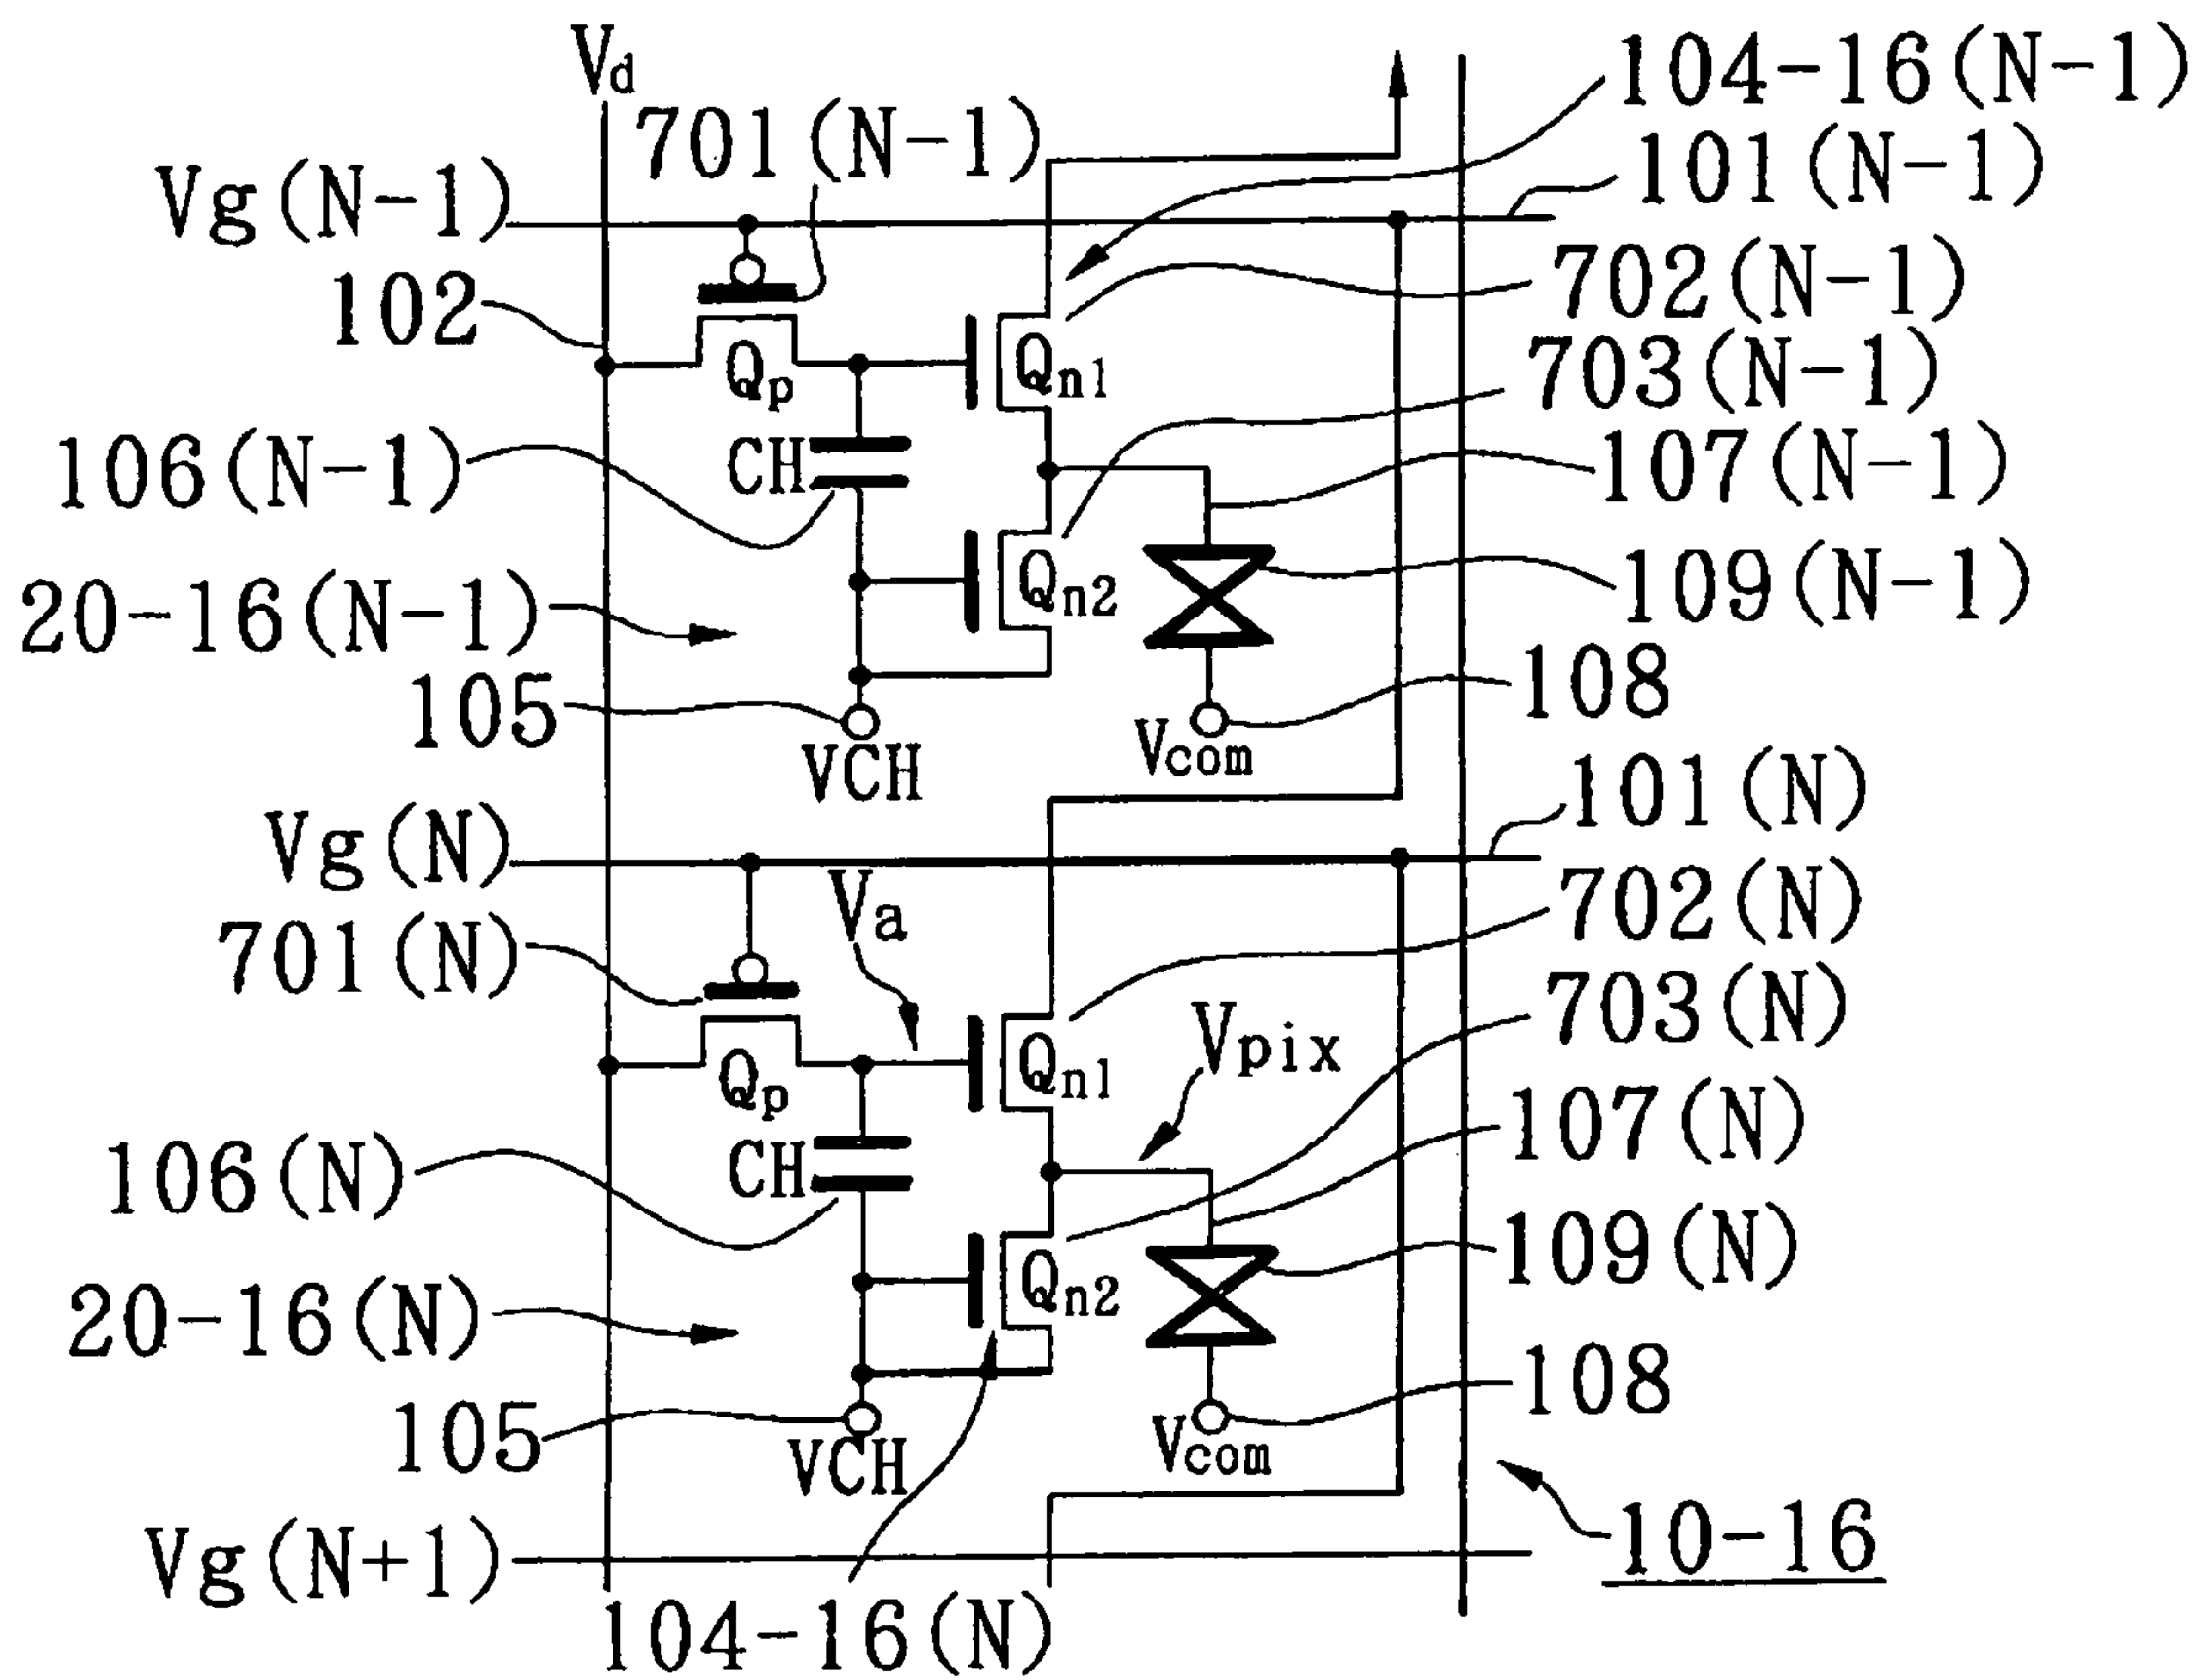 Vd
104-16(N-1)
701(N-1)
101(N-1)
Vg(N-1)
702(N-1)
102
Qp
Qn1
703(N-1)
106(N-1)
CH
107(N-1)
20-16(N-1)
Qn2
109(N-1)
105
108
VCH
Vcom
101(N)
Vg(N)
Va
702(N)
701(N)
703(N)
Vpix
Qp
Qn1
107(N)
106(N)
CH
109(N)
20-16(N)
Qn2
108
105
VCH
Vcom
10-16
Vg(N+1)
104-16(N)